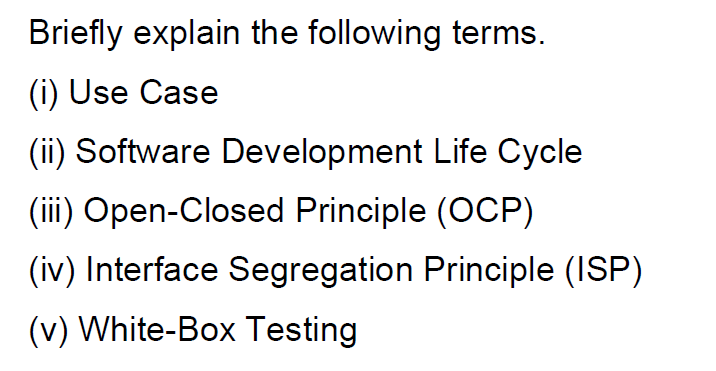 Briefly explain the following terms.
(i) Use Case
(ii) Software Development Life Cycle
(iii) Open-Closed Principle (OCP)
(iv) Interface Segregation Principle (ISP)
(v) White-Box Testing